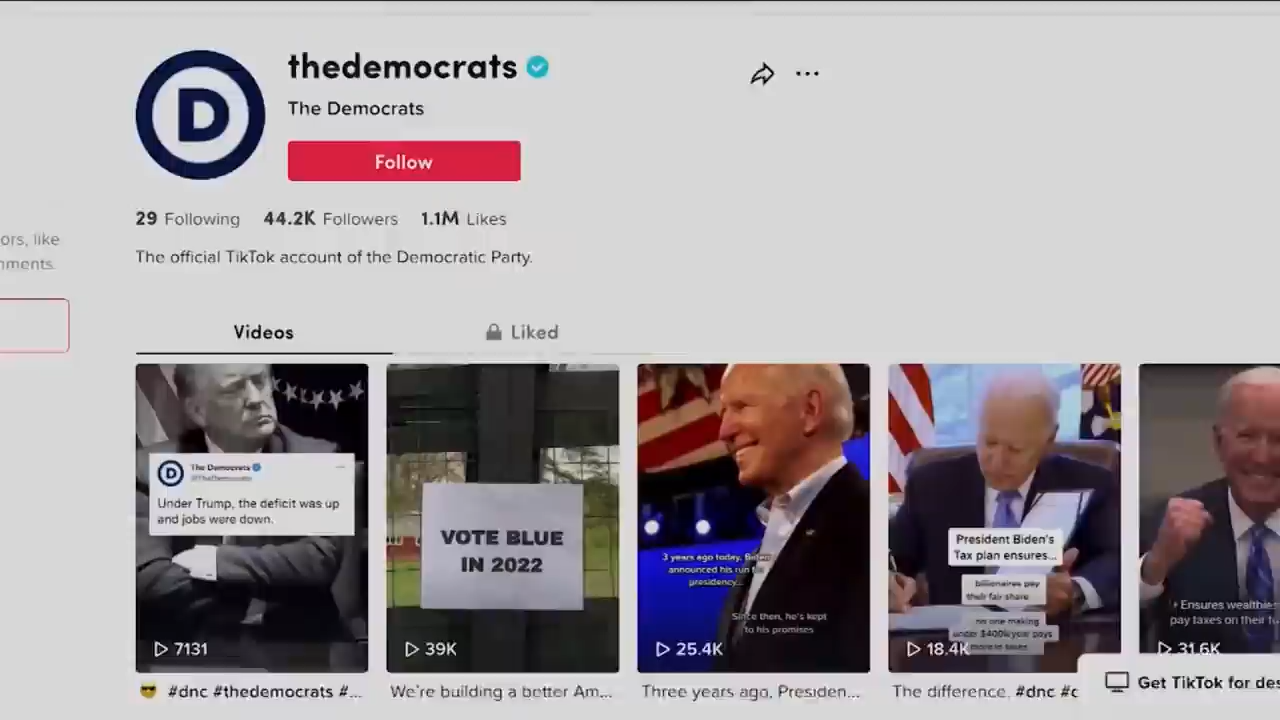 thedemocrats
The Democrats
Follow
29 Following 44.2K Followers 1.1M Likes
ors, like
nments.
The official TikTok account of the Democratic Party.
Videos
Liked
D
The Democrats
Under Trump, the deficit was up
and jobs were down.
7131
VOTE BLUE
IN 2022
39K
3 years ago today, Biden
announced his run f
presidency...
Since then, he's kept
to his promises
25.4K
President Biden's
Tax plan ensures...
billionaires pay
their fair share
no one making
under $400k/year pays
more in taxes
18.4K
Ensures wealthies
pay taxes on their fu
31.6K
😎 #dnc #thedemocrats #...
We're building a better Am...
Three years ago, Presiden...
The difference. #dnc #c
Get TikTok for des